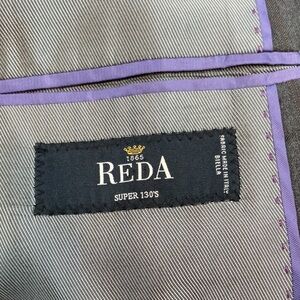 1865
REDA
SUPER 130'S
FABRIC MADE IN ITALY
BIELLA